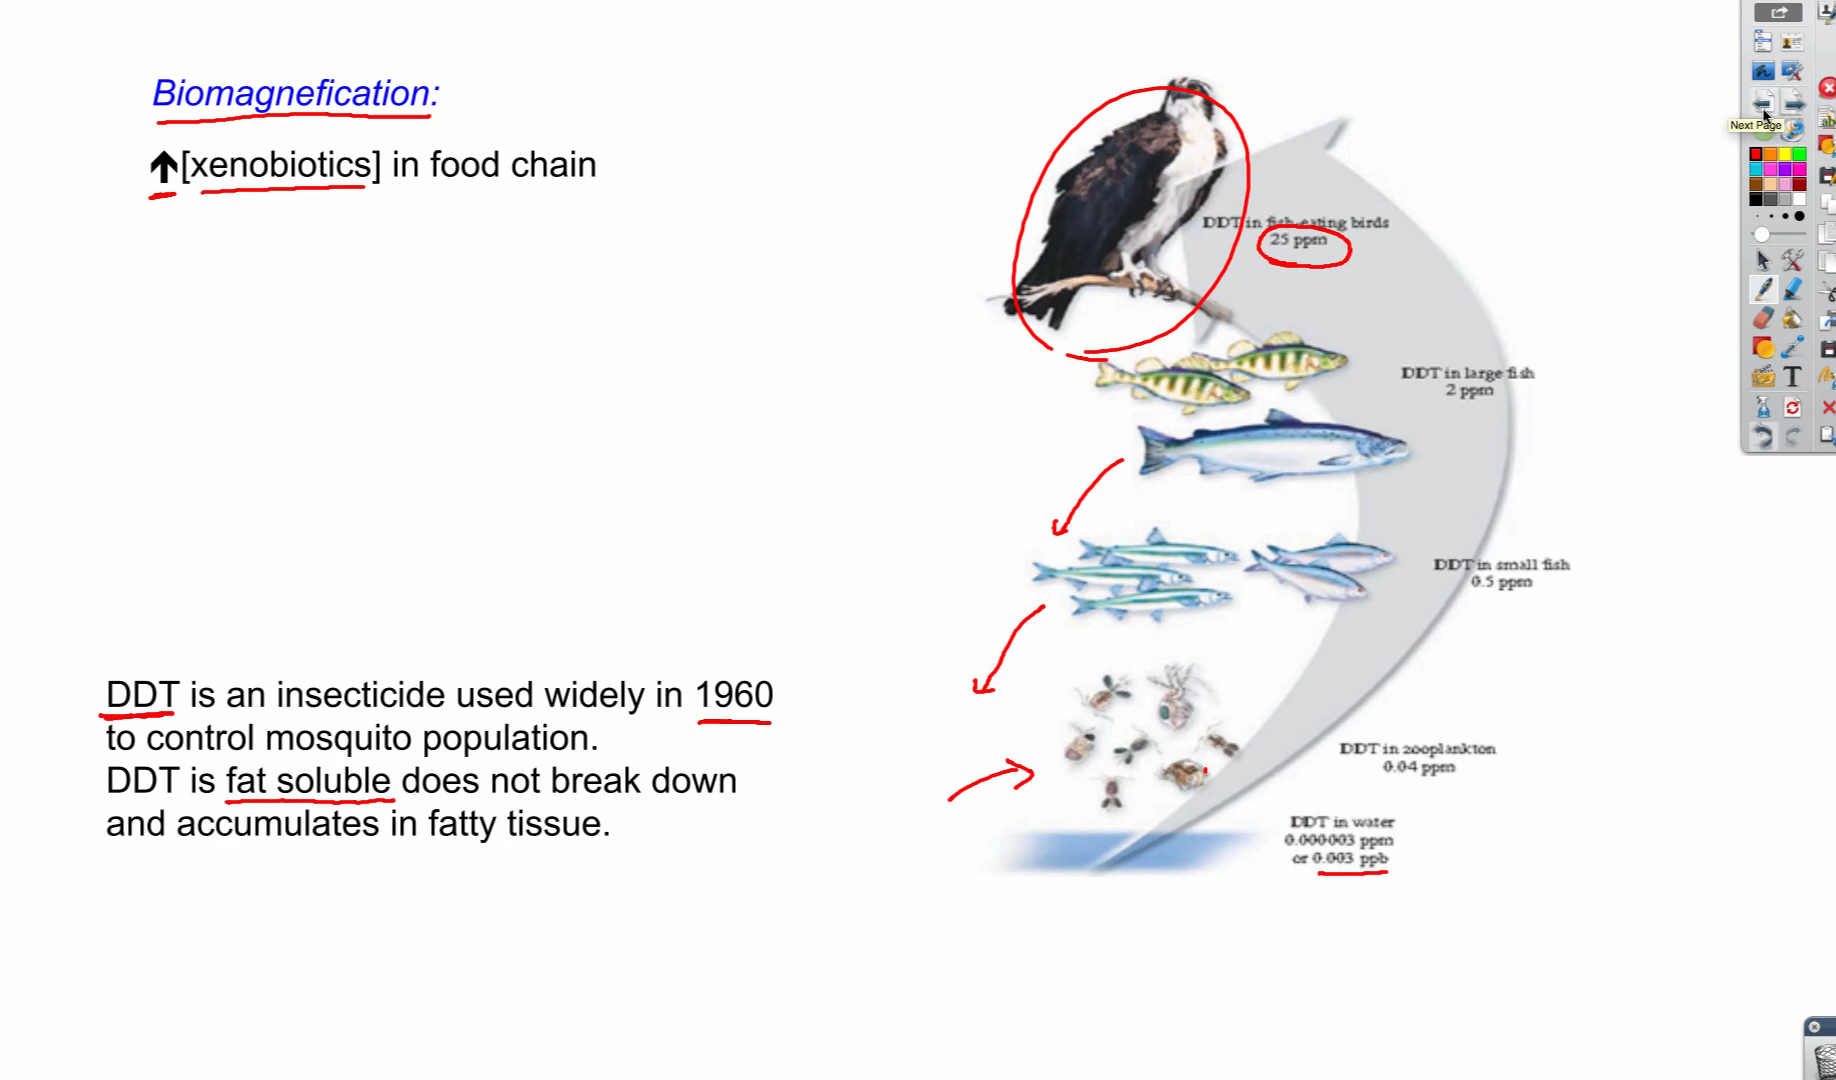 Biomagnefication:
↑[xenobiotics] in food chain
DDT in fish-eating birds
25 ppm
DDT in large fish
2 ppm
DDT in small fish
0.5 ppm
DDT is an insecticide used widely in 1960
to control mosquito population.
DDT is fat soluble does not break down
and accumulates in fatty tissue.
DDT in zooplankton
0.04 ppm
DDT in water
0.000003 ppm
or 0.003 ppb
Next Page
T